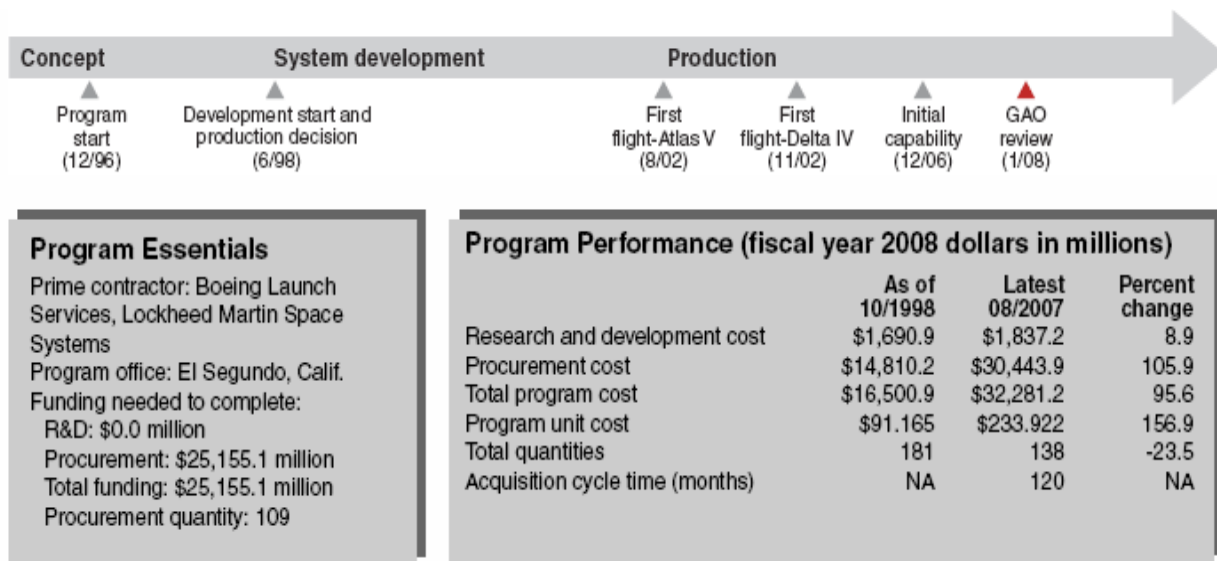 Concept System development Production
Program start (12/96)
Development start and production decision (6/98)
First flight-Atlas V (8/02)
First flight-Delta IV (11/02)
Initial capability (12/06)
GAO review (1/08)
Program Essentials
Prime contractor: Boeing Launch
Services, Lockheed Martin Space
Systems
Program office: El Segundo, Calif.
Funding needed to complete:
R&D: $0.0 million
Procurement: $25,155.1 million
Total funding: $25,155.1 million
Procurement quantity: 109
Program Performance (fiscal year 2008 dollars in millions)
As of Latest Percent
10/1998 08/2007 change
Research and development cost $1,690.9 $1,837.2 8.9
Procurement cost $14,810.2 $30,443.9 105.9
Total program cost $16,500.9 $32,281.2 95.6
Program unit cost $91.165 $233.922 156.9
Total quantities 181 138 -23.5
Acquisition cycle time (months) NA 120 NA